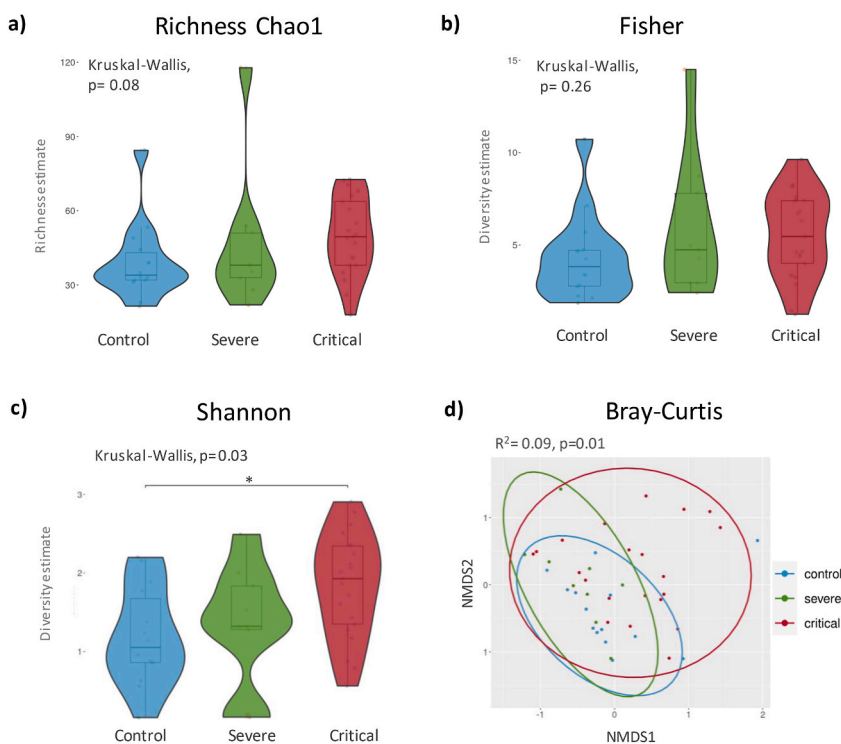 a) Richness Chao1
Kruskal-Wallis,
p= 0.08
120
90
60
30
Richness estimate
Control Severe Critical
b) Fisher
Kruskal-Wallis,
p= 0.26
15
10
5
Diversity estimate
Control Severe Critical
c) Shannon
Kruskal-Wallis, p=0.03
*
3
2
1
Diversity estimate
Control Severe Critical
d) Bray-Curtis
R²= 0.09, p=0.01
1
0
1
NMDS2
-1 0 1 2
NMDS1
control
severe
critical